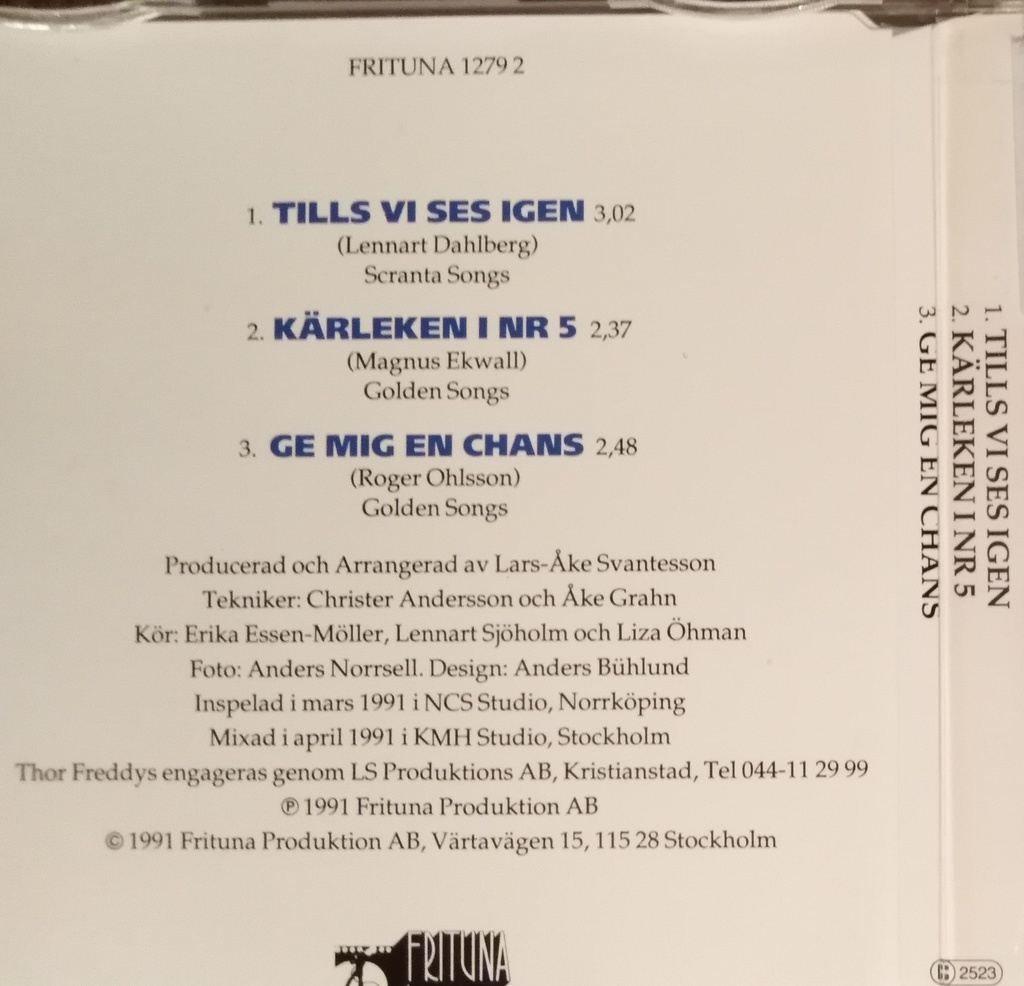 FRITUNA 1279 2
1. TILLS VI SES IGEN 3,02
(Lennart Dahlberg)
Scranta Songs
2. KÄRLEKEN I NR 5 2,37
(Magnus Ekwall)
Golden Songs
3. GE MIG EN CHANS 2,48
(Roger Ohlsson)
Golden Songs
Producerad och Arrangerad av Lars-Åke Svantesson
Tekniker: Christer Andersson och Åke Grahn
Kör: Erika Essen-Möller, Lennart Sjöholm och Liza Öhman
Foto: Anders Norrsell. Design: Anders Bühlund
Inspelad i mars 1991 i NCS Studio, Norrköping
Mixad i april 1991 i KMH Studio, Stockholm
Thor Freddys engageras genom LS Produktions AB, Kristianstad, Tel 044-11 29 99
℗ 1991 Frituna Produktion AB
© 1991 Frituna Produktion AB, Värtavägen 15, 115 28 Stockholm
FRITUNA
1. TILLS VI SES IGEN
2. KÄRLEKEN I NR 5
3. GE MIG EN CHANS
2523